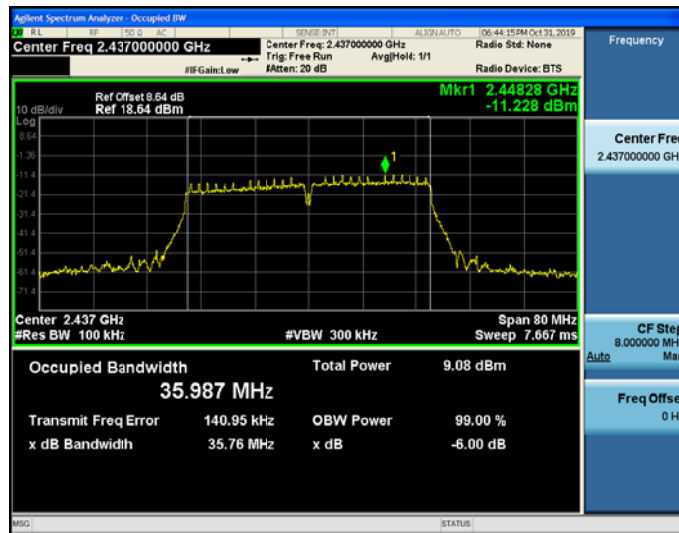 Agilent Spectrum Analyzer - Occupied BW
RL RF 50 Ω AC SENSE:INT ALIGN AUTO 06:44:15 PM Oct 31, 2019
Center Freq 2.437000000 GHz Center Freq: 2.437000000 GHz Radio Std: None
Trig: Free Run Avg|Hold: 1/1
#IFGain:Low #Atten: 20 dB Radio Device: BTS
Frequency
Ref Offset 8.64 dB Mkr1 2.44828 GHz
10 dB/div Ref 18.64 dBm -11.228 dBm
Log
8.64
-1.36
-11.4
-21.4
-31.4
-41.4
-51.4
-61.4
-71.4
1
Center Fre
2.437000000 GH
Center 2.437 GHz Span 80 MHz
#Res BW 100 kHz #VBW 300 kHz Sweep 7.667 ms
CF Step
8.000000 MH
Auto Ma
Occupied Bandwidth Total Power 9.08 dBm
35.987 MHz
Transmit Freq Error 140.95 kHz OBW Power 99.00 %
x dB Bandwidth 35.76 MHz x dB -6.00 dB
Freq Offse
0 H
MSG STATUS